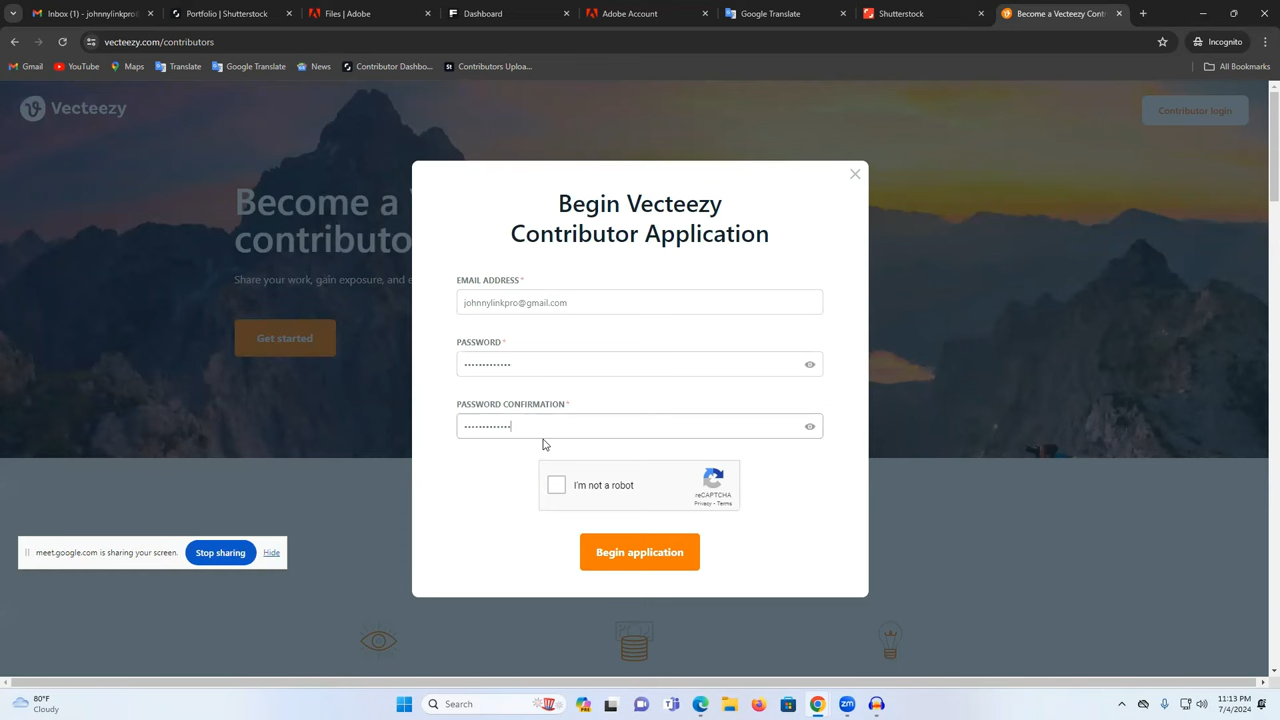 Inbox (94) - johnnylinkpro
Portfolio | Shutterstock
Files | Adobe
Dashboard
Adobe Account
Google Translate
Shutterstock
Become a Vecteezy Cont
vecteezy.com/contributors
Incognito
Gmail
YouTube
Maps
Translate
Google Translate
News
Contributor Dashbo...
Contributors Uploa...
All Bookmarks
Vecteezy
Contributor login
Become a
contributo
Share your work, gain exposure, and e
Get started
Begin Vecteezy
Contributor Application
EMAIL ADDRESS*
johnnylinkpro@gmail.com
PASSWORD*
•••••••••••••
PASSWORD CONFIRMATION*
•••••••••••••
I'm not a robot
reCAPTCHA
Privacy - Terms
Begin application
meet.google.com is sharing your screen.
Stop sharing
Hide
80°F
Cloudy
Search
11:13 PM
7/4/2024